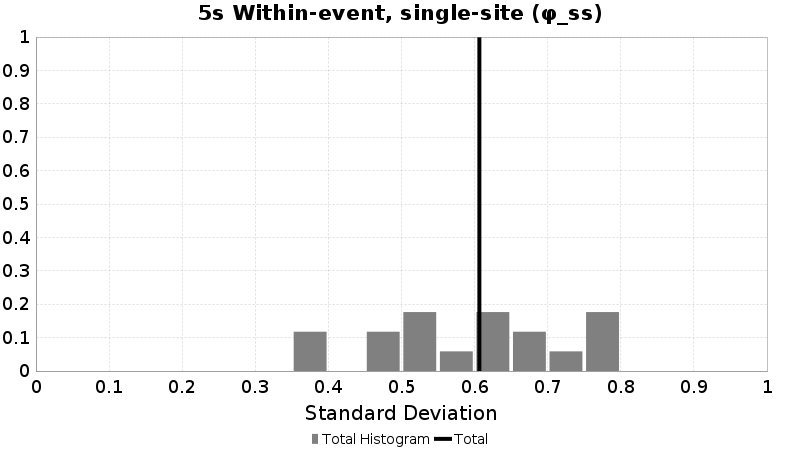 5s Within-event, single-site (φ_ss)
1
0.9
0.8
0.7
0.6
0.5
0.4
0.3
0.2
0.1
0
0 0.1 0.2 0.3 0.4 0.5 0.6 0.7 0.8 0.9 1
Standard Deviation
Total Histogram Total